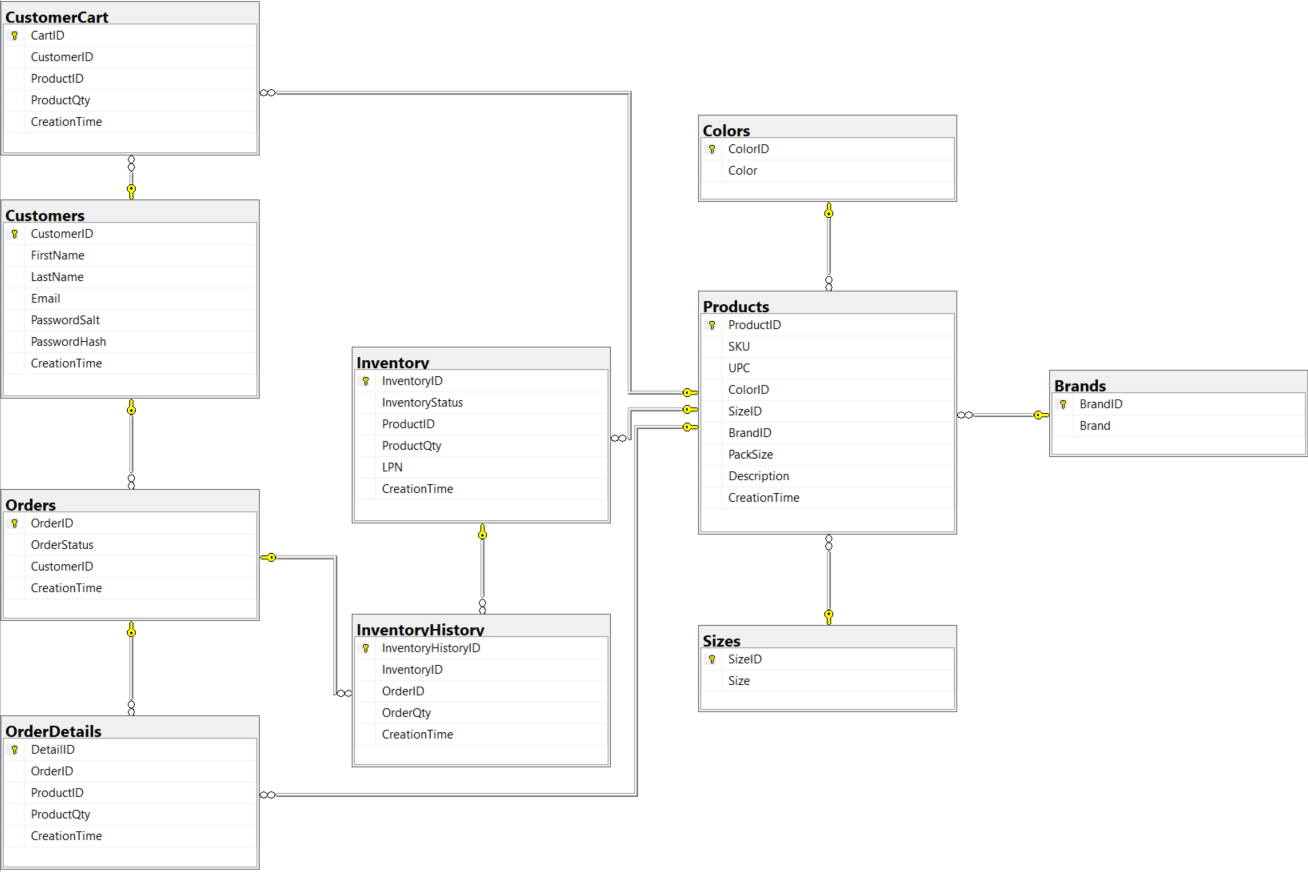 CustomerCart
CartID
CustomerID
ProductID
ProductQty
CreationTime
Customers
CustomerID
FirstName
LastName
Email
PasswordSalt
PasswordHash
CreationTime
Orders
OrderID
OrderStatus
CustomerID
CreationTime
OrderDetails
DetailID
OrderID
ProductID
ProductQty
CreationTime
Inventory
InventoryID
InventoryStatus
ProductID
ProductQty
LPN
CreationTime
InventoryHistory
InventoryHistoryID
InventoryID
OrderID
OrderQty
CreationTime
Colors
ColorID
Color
Products
ProductID
SKU
UPC
ColorID
SizeID
BrandID
PackSize
Description
CreationTime
Sizes
SizeID
Size
Brands
BrandID
Brand